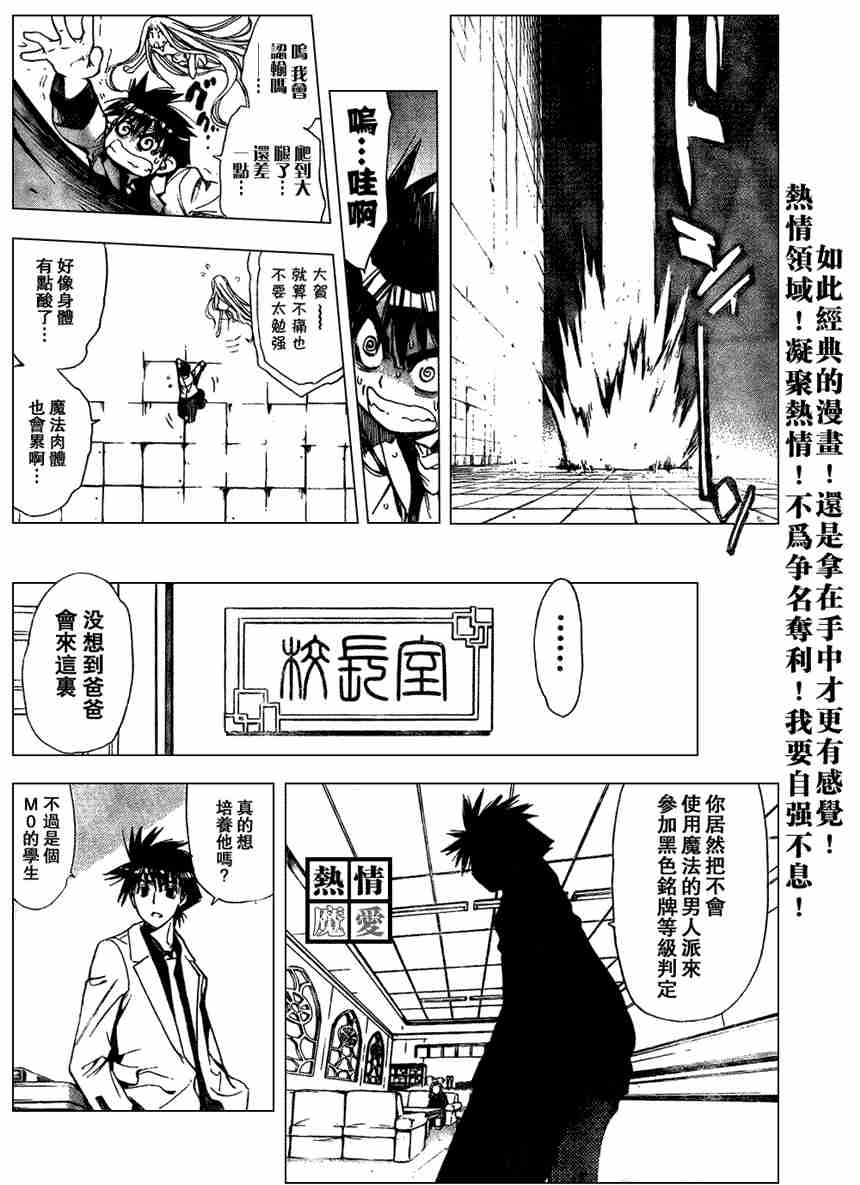 如此經典的漫畫！還是拿在手中才更有感覺！
熱情領域！凝聚熱情！不爲争名奪利！我要自强不息！
嗚…哇啊
嗚我會
認輸嗎
……
爬到大
腿了…
還差
一點…
大賀~~
就算不痛也
不要太勉强
好像身體
有點酸了…
魔法肉體
也會累啊…
……
校長室
没想到爸爸
會來這裏
你居然把不會
使用魔法的男人派來
參加黑色銘牌等級判定
熱情
魔愛
真的想
培養他嗎?
不過是個
M0的學生